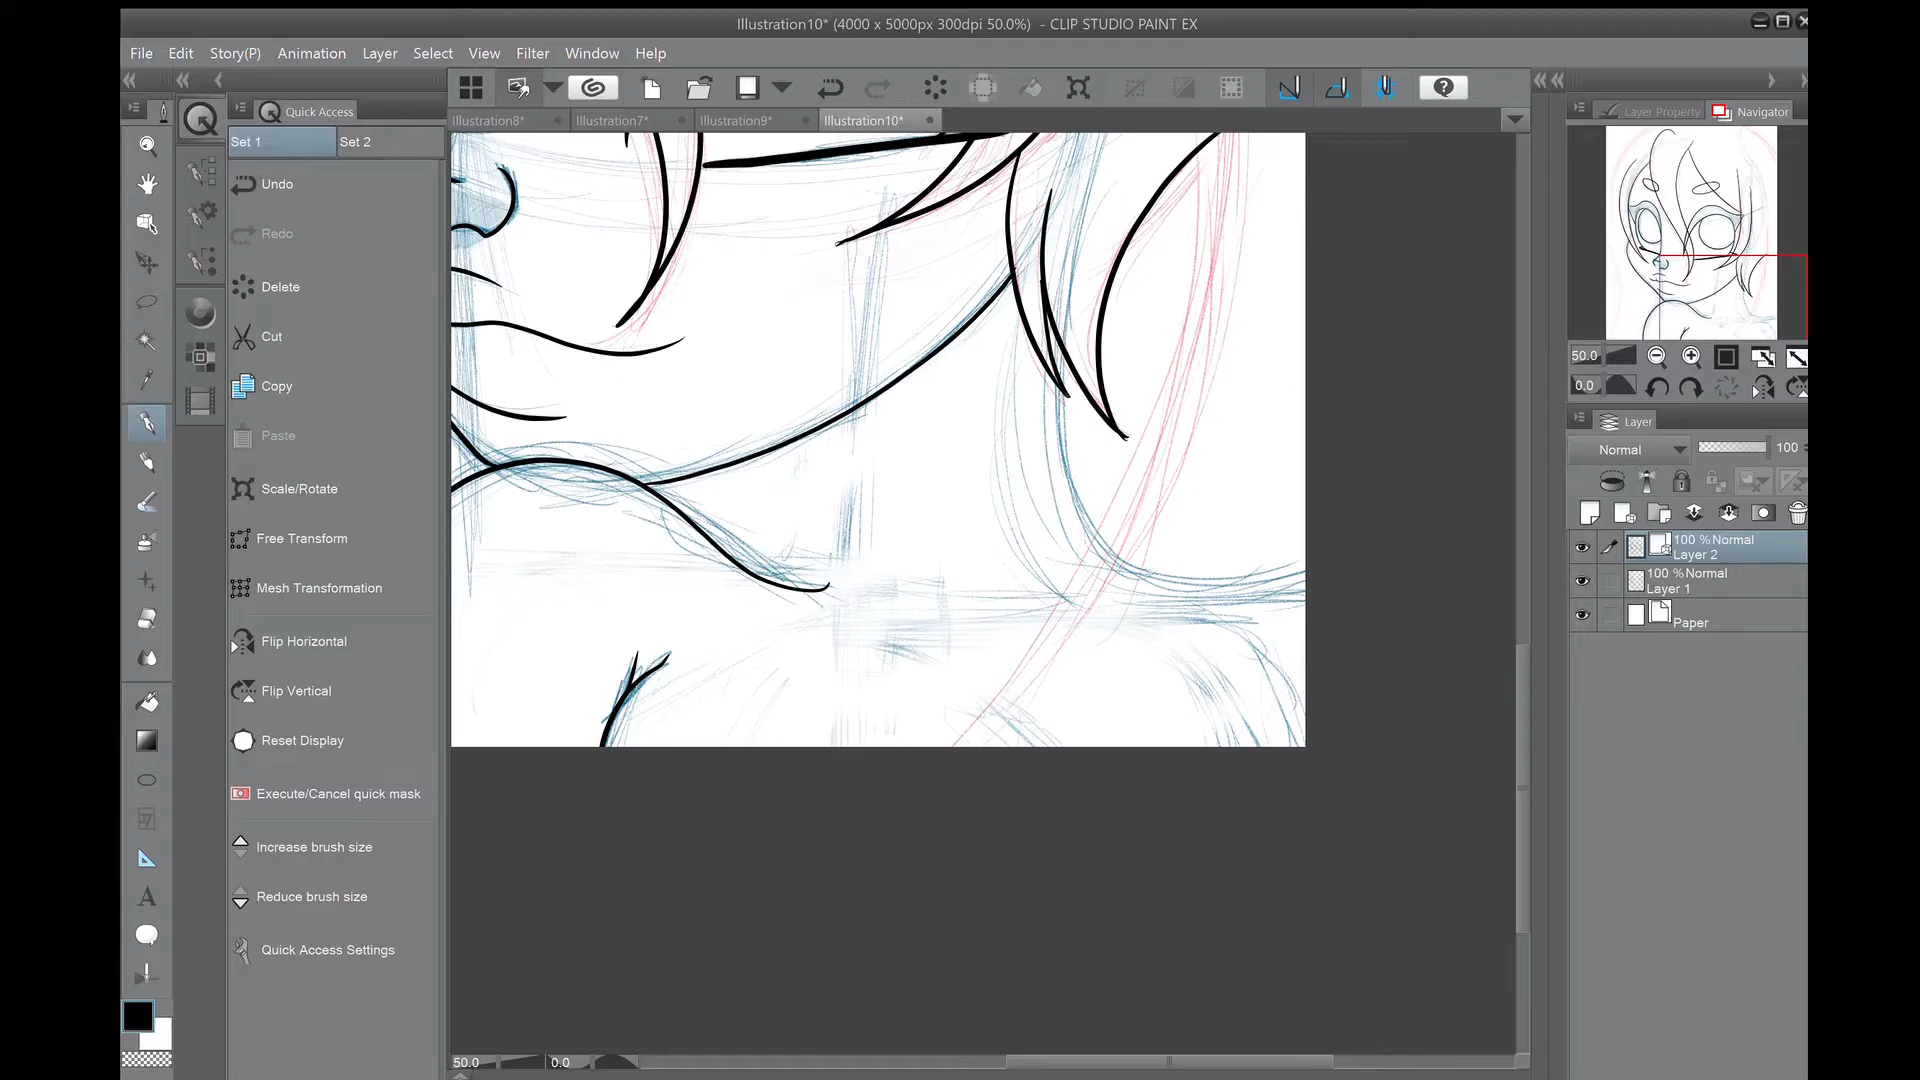 Illustration10* (4000 x 5000px 300dpi 50.0%) - CLIP STUDIO PAINT EX
File Edit Story(P) Animation Layer Select View Filter Window Help
Quick Access
Set 1 Set 2
Undo
Redo
Delete
Cut
Copy
Paste
Scale/Rotate
Free Transform
Mesh Transformation
Flip Horizontal
Flip Vertical
Reset Display
Execute/Cancel quick mask
Increase brush size
Reduce brush size
Quick Access Settings
Illustration8* Illustration7* Illustration9* Illustration10*
50.0 0.0
Layer Property Navigator
50.0
0.0
Layer
Normal 100
100 %Normal
Layer 2
100 %Normal
Layer 1
Paper